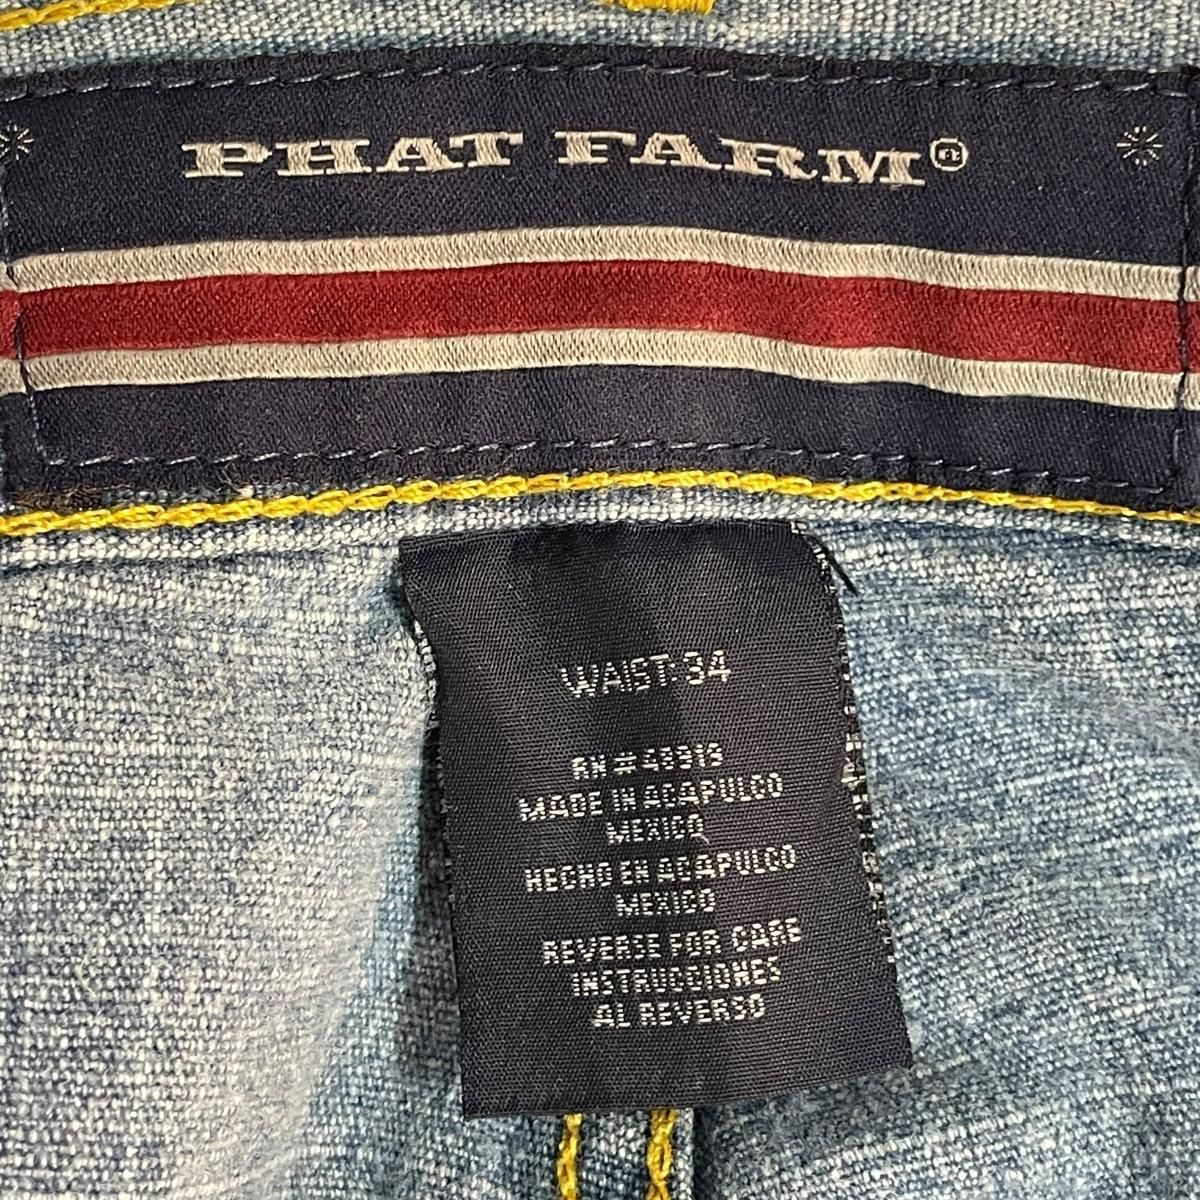 PHAT FARM®
WAIST: 34
RN # 43919
MADE IN ACAPULCO
MEXICO
HECHO EN ACAPULCO
MEXICO
REVERSE FOR CARE
INSTRUCCIONES
AL REVERSO